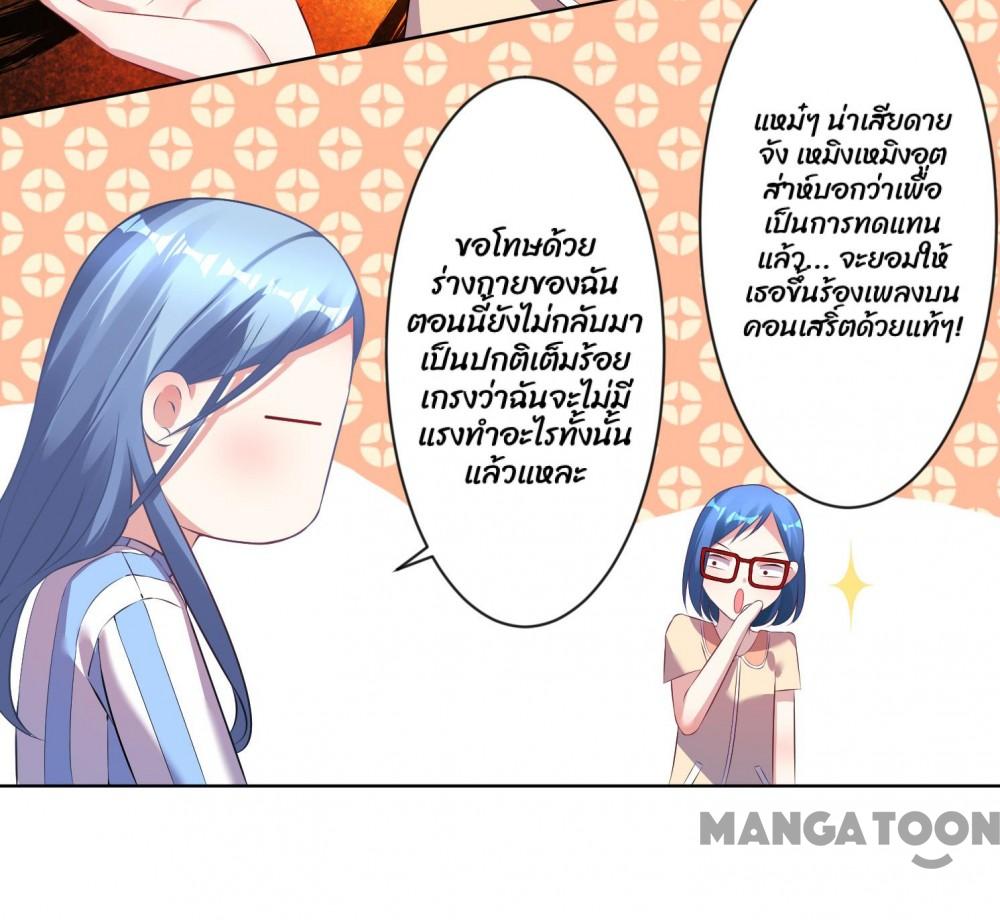 ขอโทษด้วย
ร่างกายของฉัน
ตอนนี้ยังไม่กลับมา
เป็นปกติเต็มร้อย
เกรงว่าฉันจะไม่มี
แรงทำอะไรทั้งนั้น
แล้วแหละ
แหม๋ๆ น่าเสียดาย
จัง เหมิงเหมิงอุต
ส่าห์บอกว่าเพื่อ
เป็นการทดแทน
แล้ว... จะยอมให้
เธอขึ้นร้องเพลงบน
คอนเสริ์ตด้วยแท้ๆ!
MANGATOON